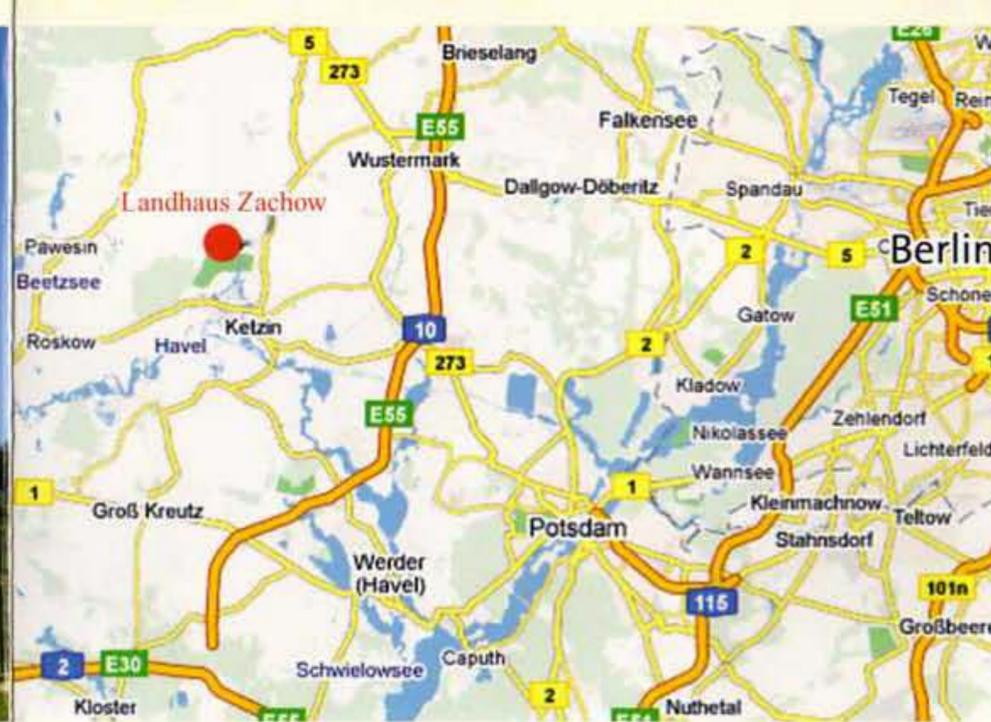 5
273
Brieselang
E26
Tegel
Falkensee
E55
Wustermark
Dallgow-Döberitz
Spandau
Landhaus Zachow
Pawesin
Beetzsee
2
5
Berlin
Roskow
Havel
Ketzin
10
273
2
Gatow
E51
Kladow
E55
Zehlendorf
Nikolassee
1
Groß Kreutz
1
Wannsee
Potsdam
Kleinmachnow
Teltow
Stahnsdorf
Werder
(Havel)
115
101n
Schwielowsee
Caputh
2
E30
Kloster
2
Nuthetal